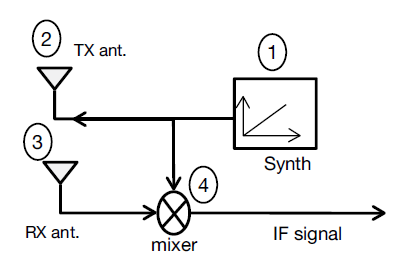 1
2
TX ant.
3
Synth
4
RX ant.
mixer
IF signal